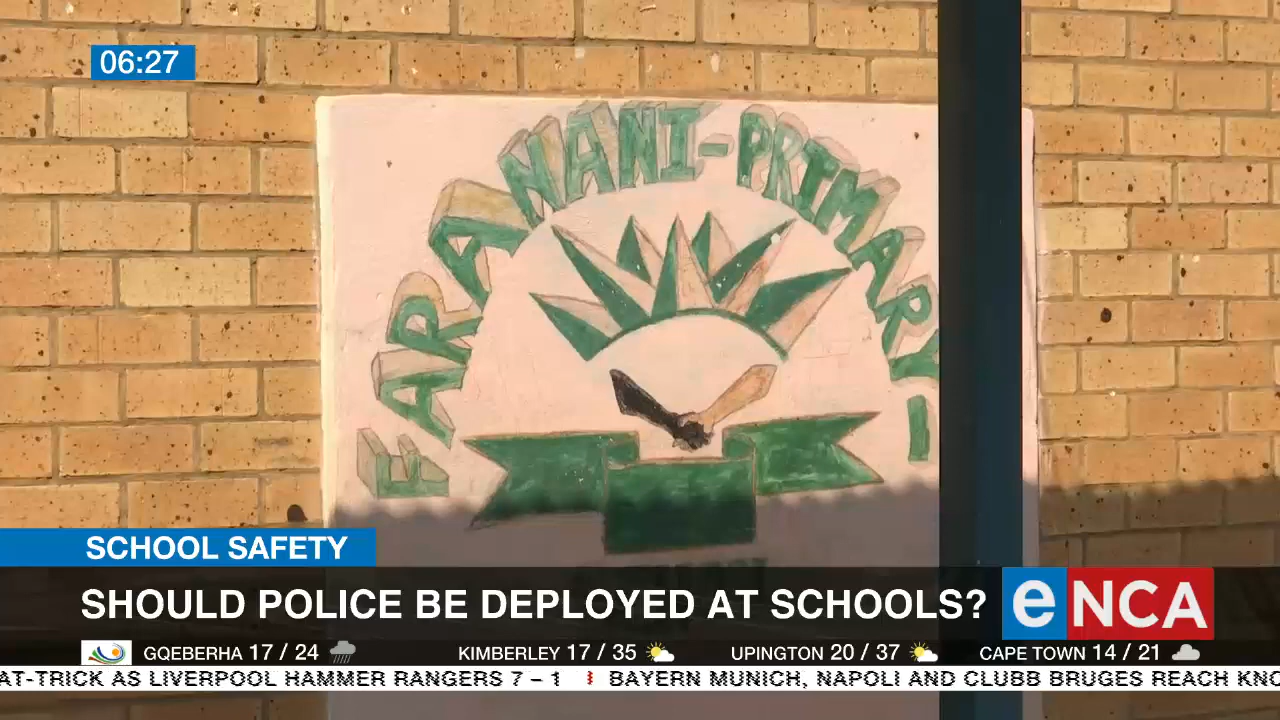 06:27
FARANANI-PRIMARY-
SCHOOL SAFETY
SHOULD POLICE BE DEPLOYED AT SCHOOLS?
eNCA
GQEBERHA 17 / 24 KIMBERLEY 17 / 35 UPINGTON 20 / 37 CAPE TOWN 14 / 21
AT-TRICK AS LIVERPOOL HAMMER RANGERS 7 – 1 BAYERN MUNICH, NAPOLI AND CLUBB BRUGES REACH KNO